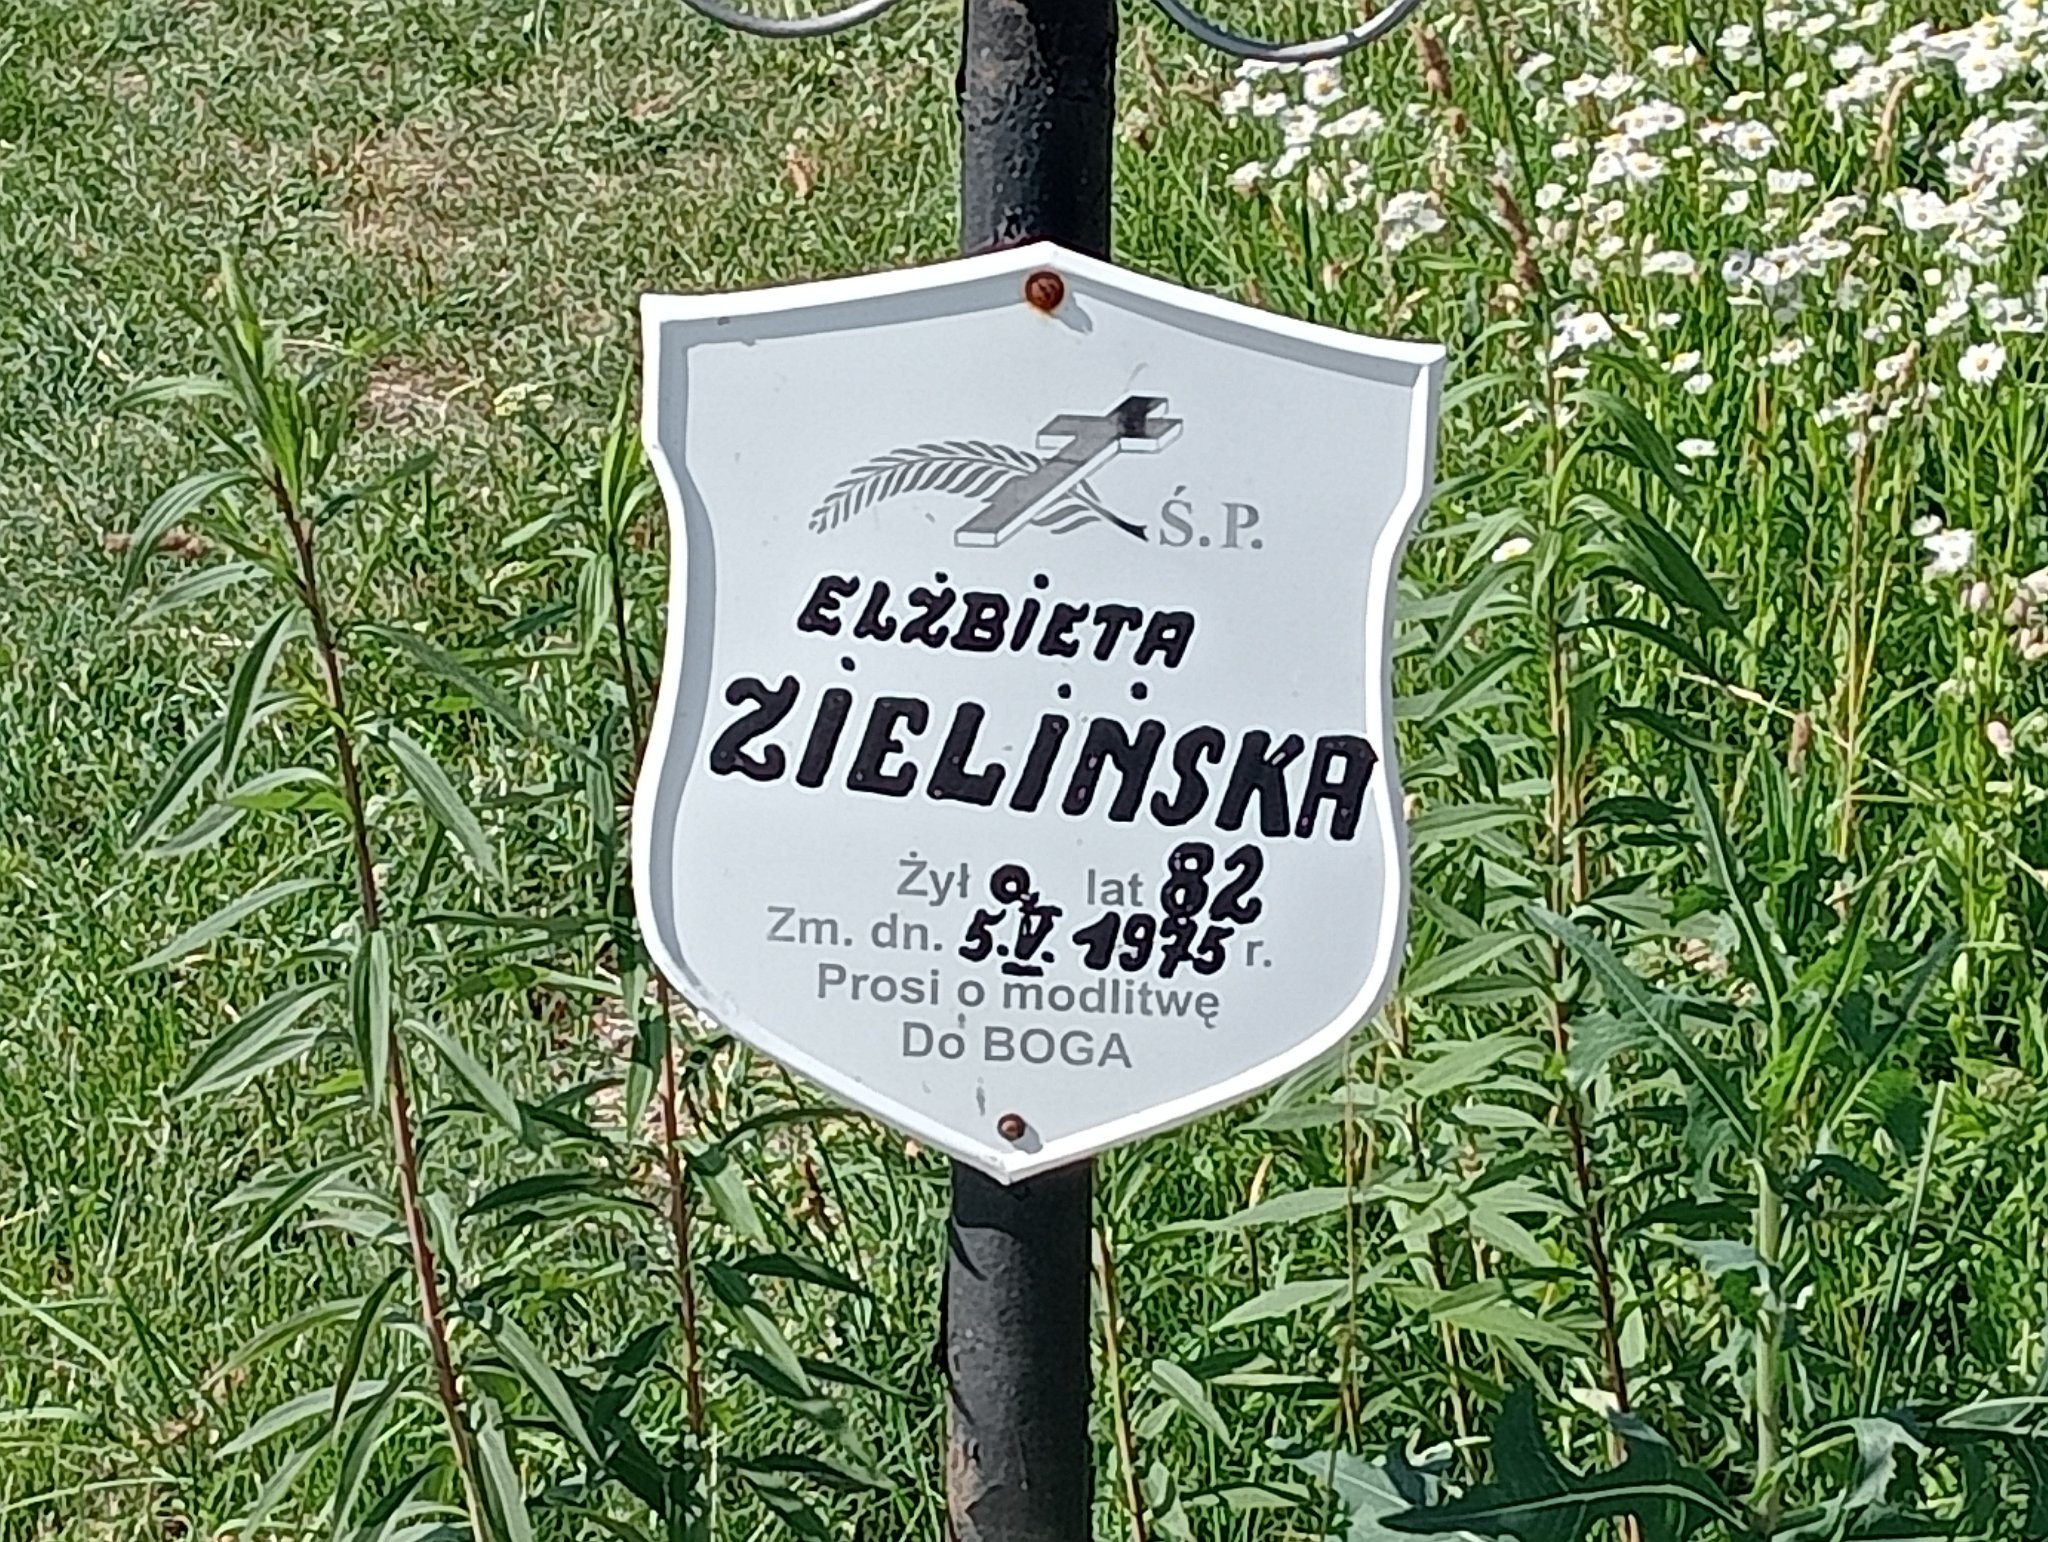 Ś.P.
ELŻBIETA
ZIELIŃSKA
Żył a lat 82
Zm. dn. 5.V. 1975 r.
Prosi o modlitwę
Do BOGA